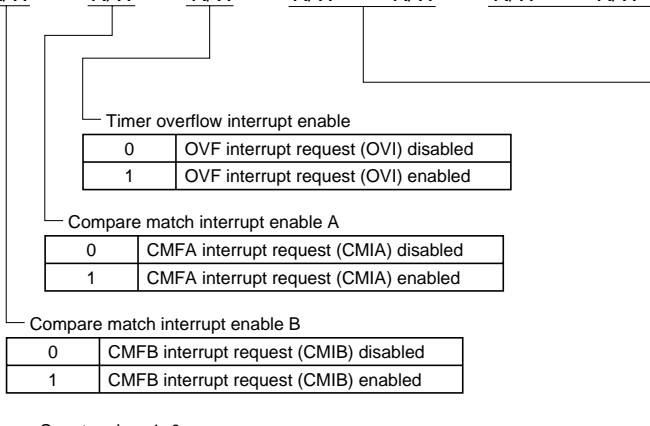 Timer overflow interrupt enable
0 OVF interrupt request (OVI) disabled
1 OVF interrupt request (OVI) enabled
Compare match interrupt enable A
0 CMFA interrupt request (CMIA) disabled
1 CMFA interrupt request (CMIA) enabled
Compare match interrupt enable B
0 CMFB interrupt request (CMIB) disabled
1 CMFB interrupt request (CMIB) enabled